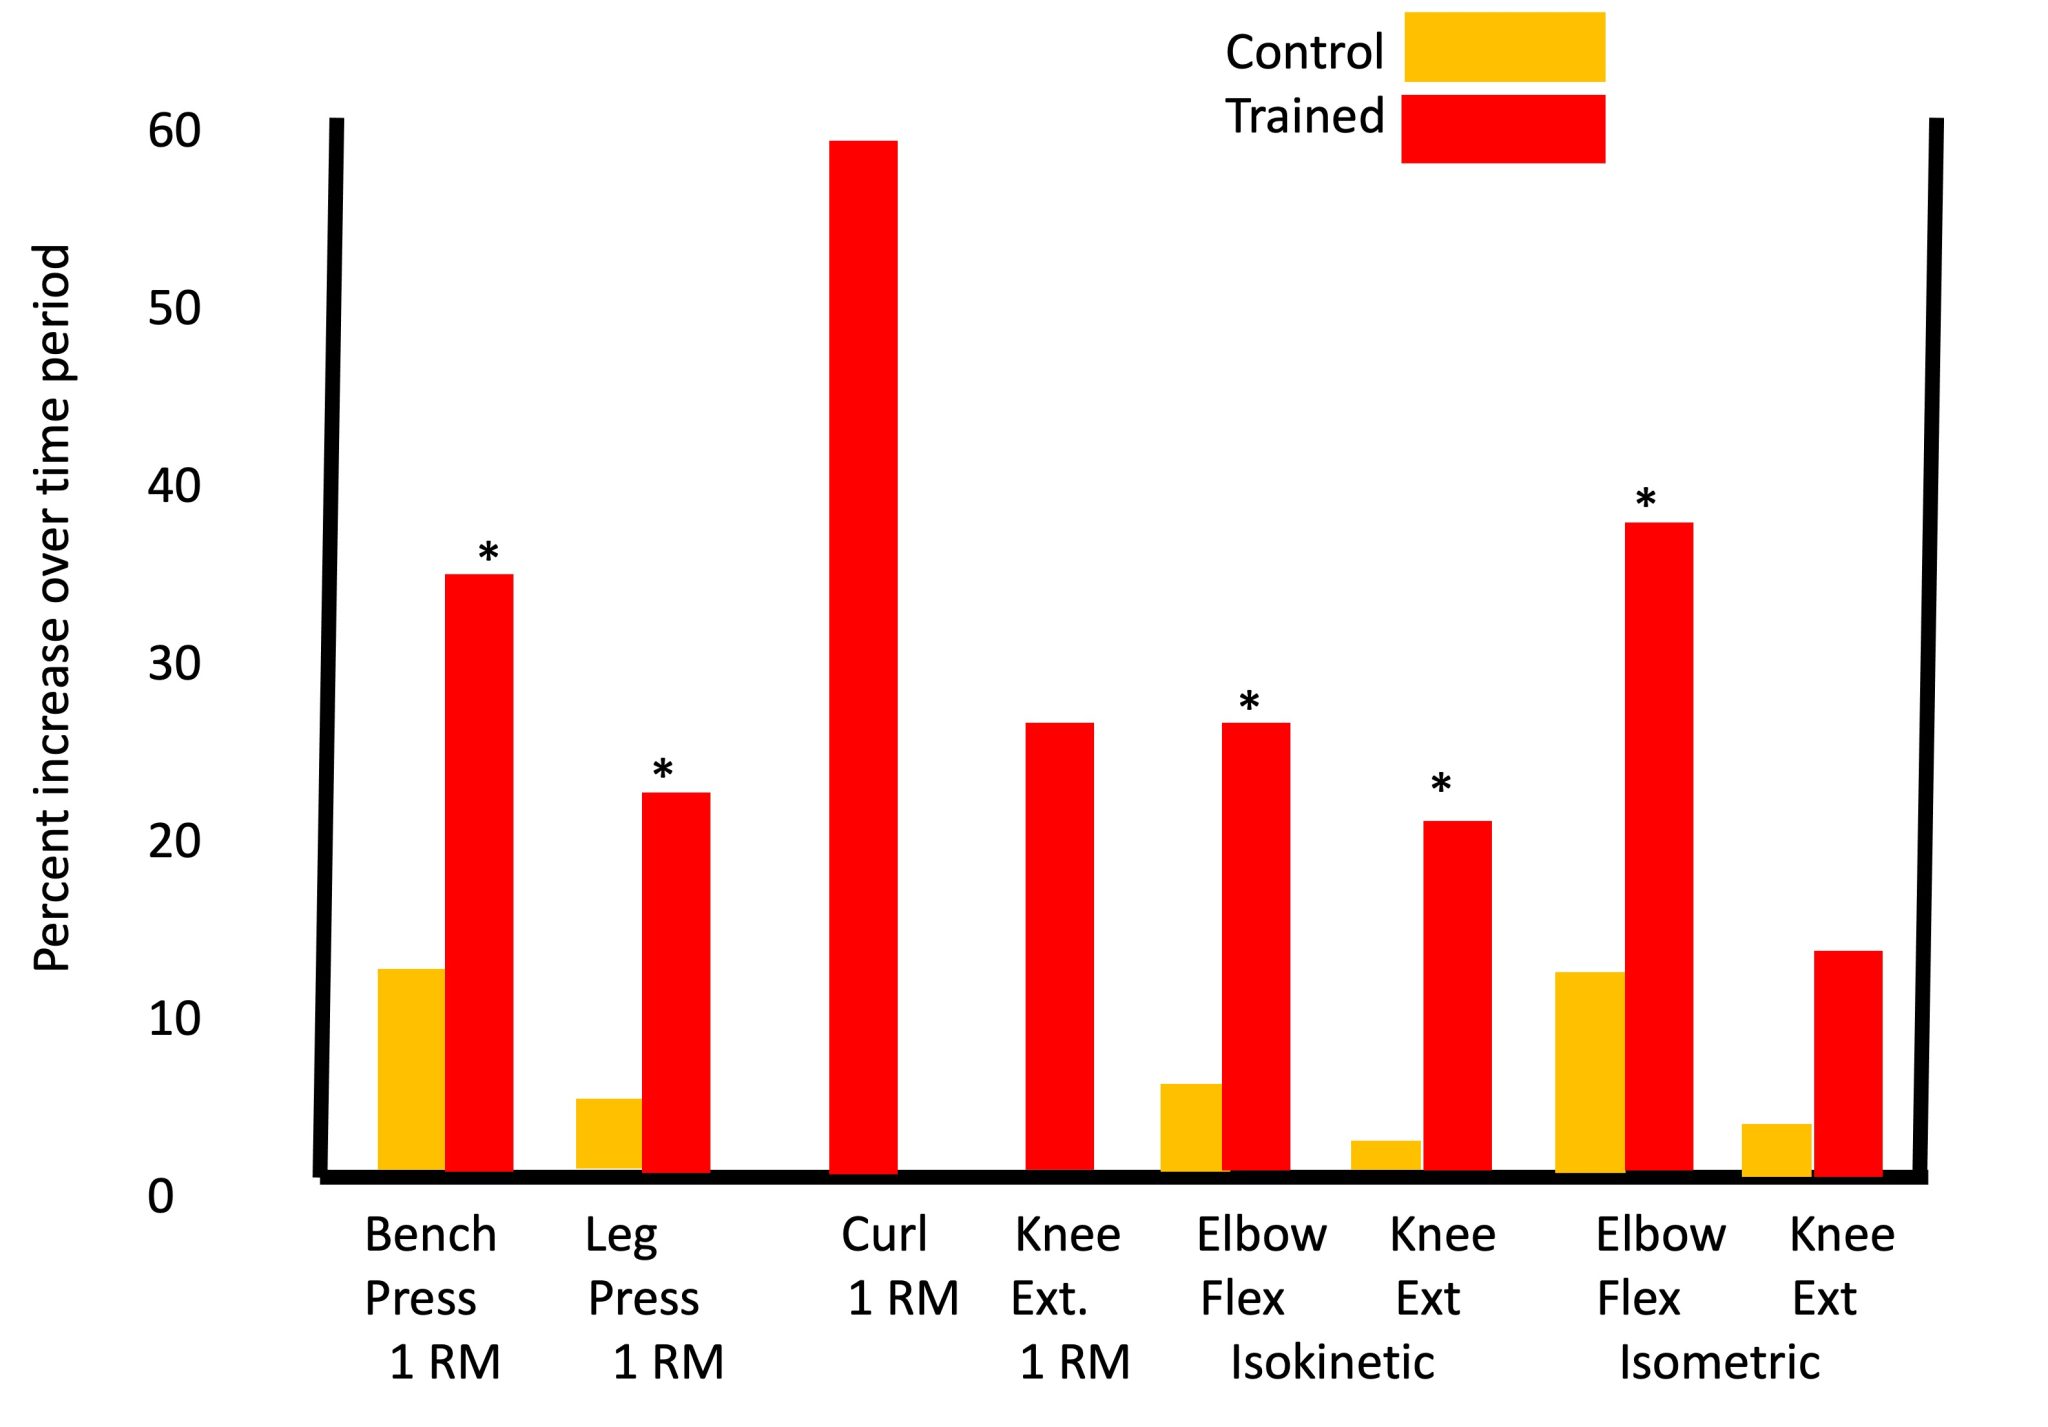 Control
Trained
Percent increase over time period
60
50
40
30
20
10
0
*
*
*
*
*
Bench Leg Curl Knee Elbow Knee Elbow Knee
Press Press 1 RM Ext. Flex Ext Flex Ext
1 RM 1 RM 1 RM Isokinetic Isometric